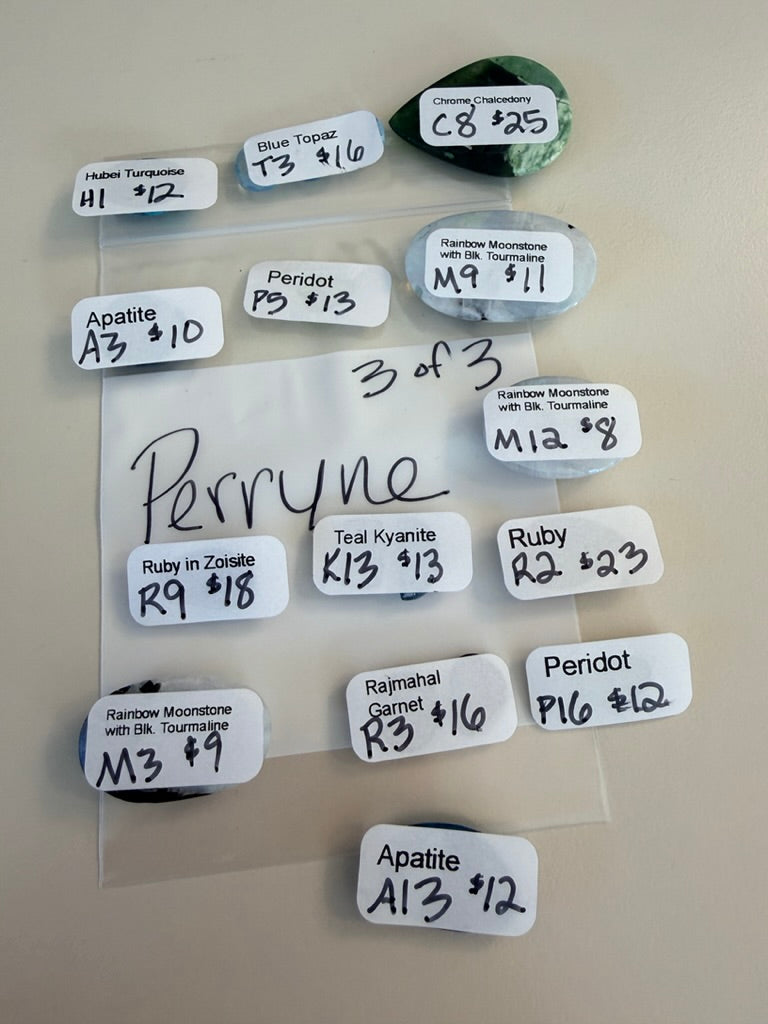 Chrome Chalcedony
C8 $25
Blue Topaz
T3 $16
Hubei Turquoise
H1 $12
Rainbow Moonstone
with Blk. Tourmaline
M9 $11
Peridot
P5 $13
Apatite
A3 $10
3 of 3
Rainbow Moonstone
with Blk. Tourmaline
M12 $8
Perryne
Ruby in Zoisite
R9 $18
Teal Kyanite
K13 $13
Ruby
R2 $23
Rainbow Moonstone
with Blk. Tourmaline
M3 $9
Rajmahal
Garnet
R3 $16
Peridot
P16 $12
Apatite
A13 $12